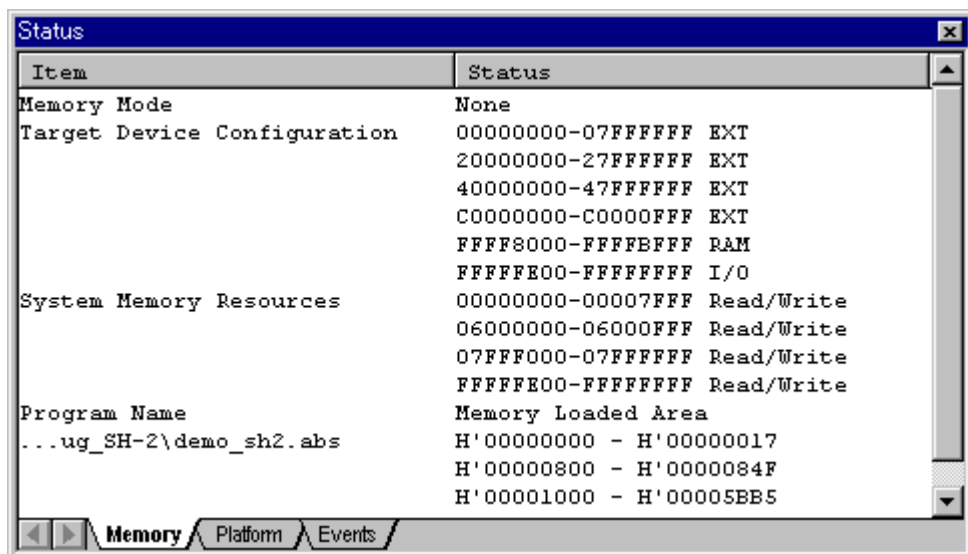 Status
Item Status
Memory Mode None
Target Device Configuration 00000000-07FFFFFF EXT
20000000-27FFFFFF EXT
40000000-47FFFFFF EXT
C0000000-C0000FFF EXT
FFFF8000-FFFFBFFF RAM
FFFFFE00-FFFFFFFF I/O
System Memory Resources 00000000-00007FFF Read/Write
06000000-06000FFF Read/Write
07FFF000-07FFFFFF Read/Write
FFFFFE00-FFFFFFFF Read/Write
Program Name Memory Loaded Area
...ug_SH-2\demo_sh2.abs H'00000000 - H'00000017
H'00000800 - H'0000084F
H'00001000 - H'00005BB5
Memory Platform Events